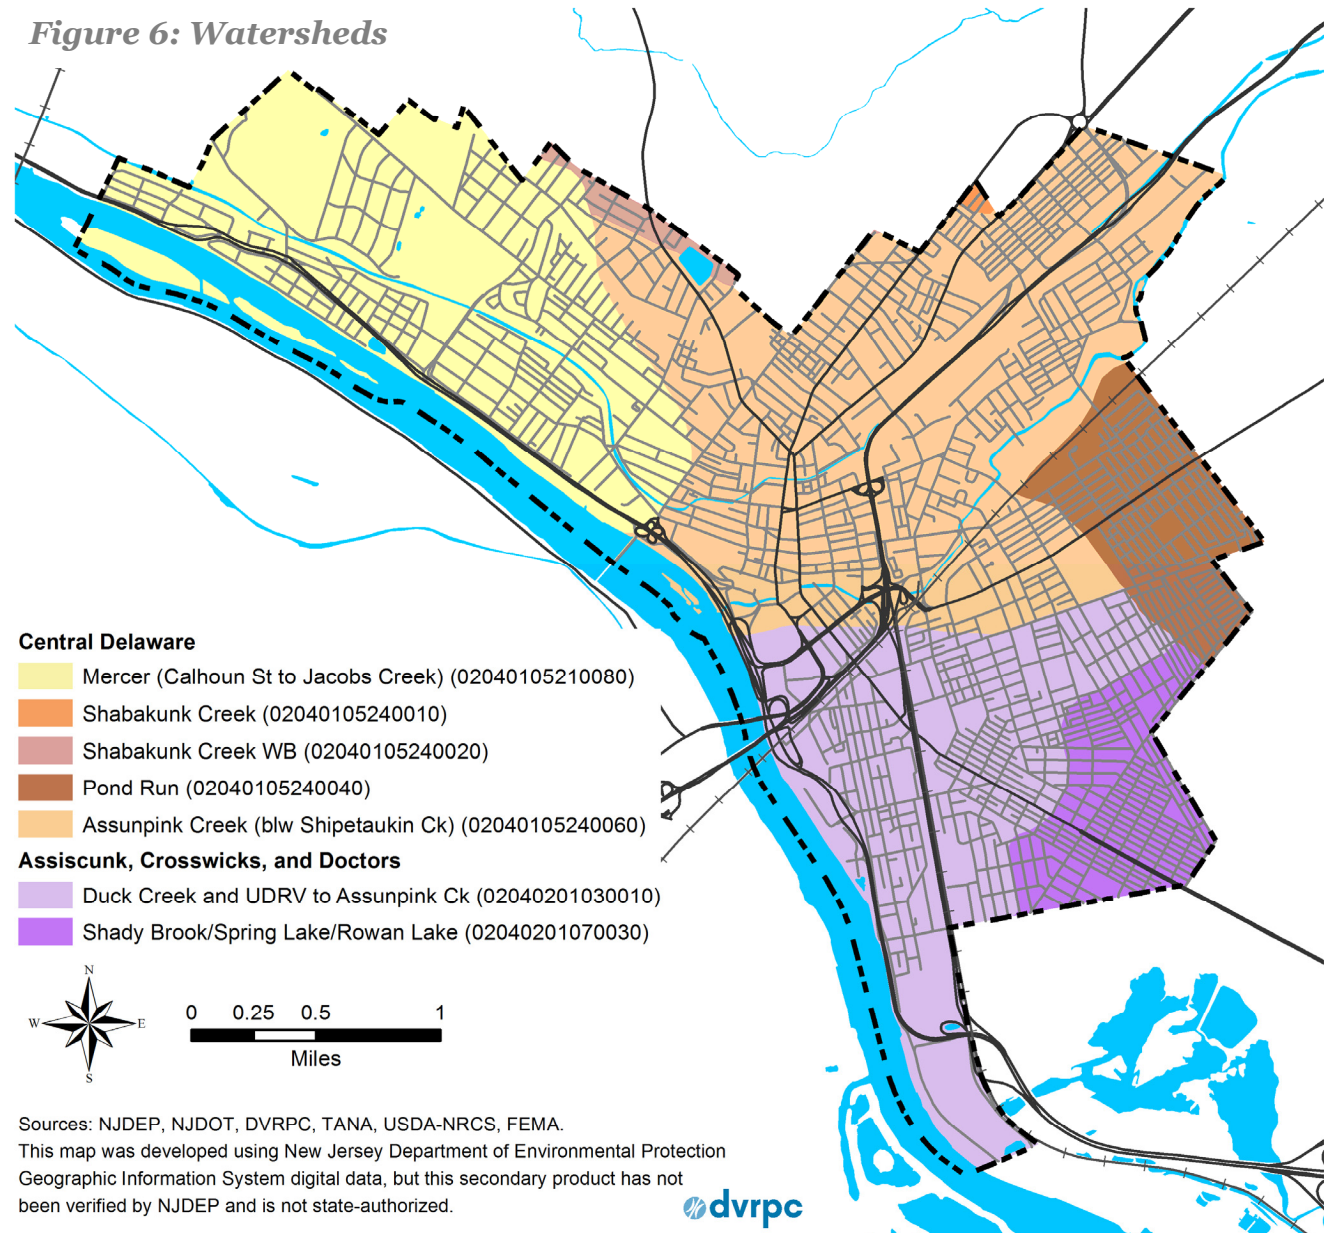 Figure 6: Watersheds
Central Delaware
Mercer (Calhoun St to Jacobs Creek) (02040105210080)
Shabakunk Creek (02040105240010)
Shabakunk Creek WB (02040105240020)
Pond Run (02040105240040)
Assunpink Creek (blw Shipetaukin Ck) (02040105240060)
Assiscunk, Crosswicks, and Doctors
Duck Creek and UDRV to Assunpink Ck (02040201030010)
Shady Brook/Spring Lake/Rowan Lake (02040201070030)
N
W E
S
0 0.25 0.5 1
Miles
Sources: NJDEP, NJDOT, DVRPC, TANA, USDA-NRCS, FEMA.
This map was developed using New Jersey Department of Environmental Protection
Geographic Information System digital data, but this secondary product has not
been verified by NJDEP and is not state-authorized.
dvrpc